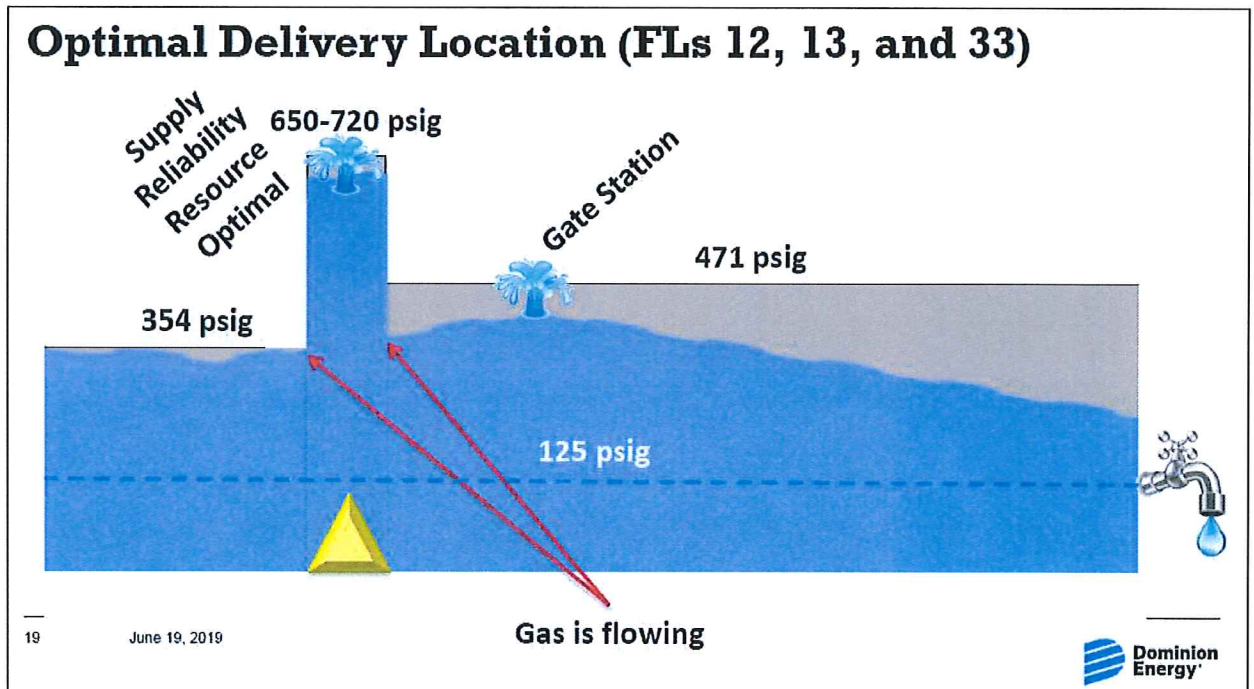 Optimal Delivery Location (FLs 12, 13, and 33)
Supply
Reliability
Resource
Optimal
650-720 psig
Gate Station
471 psig
354 psig
125 psig
Gas is flowing
19
June 19, 2019
Dominion
Energy